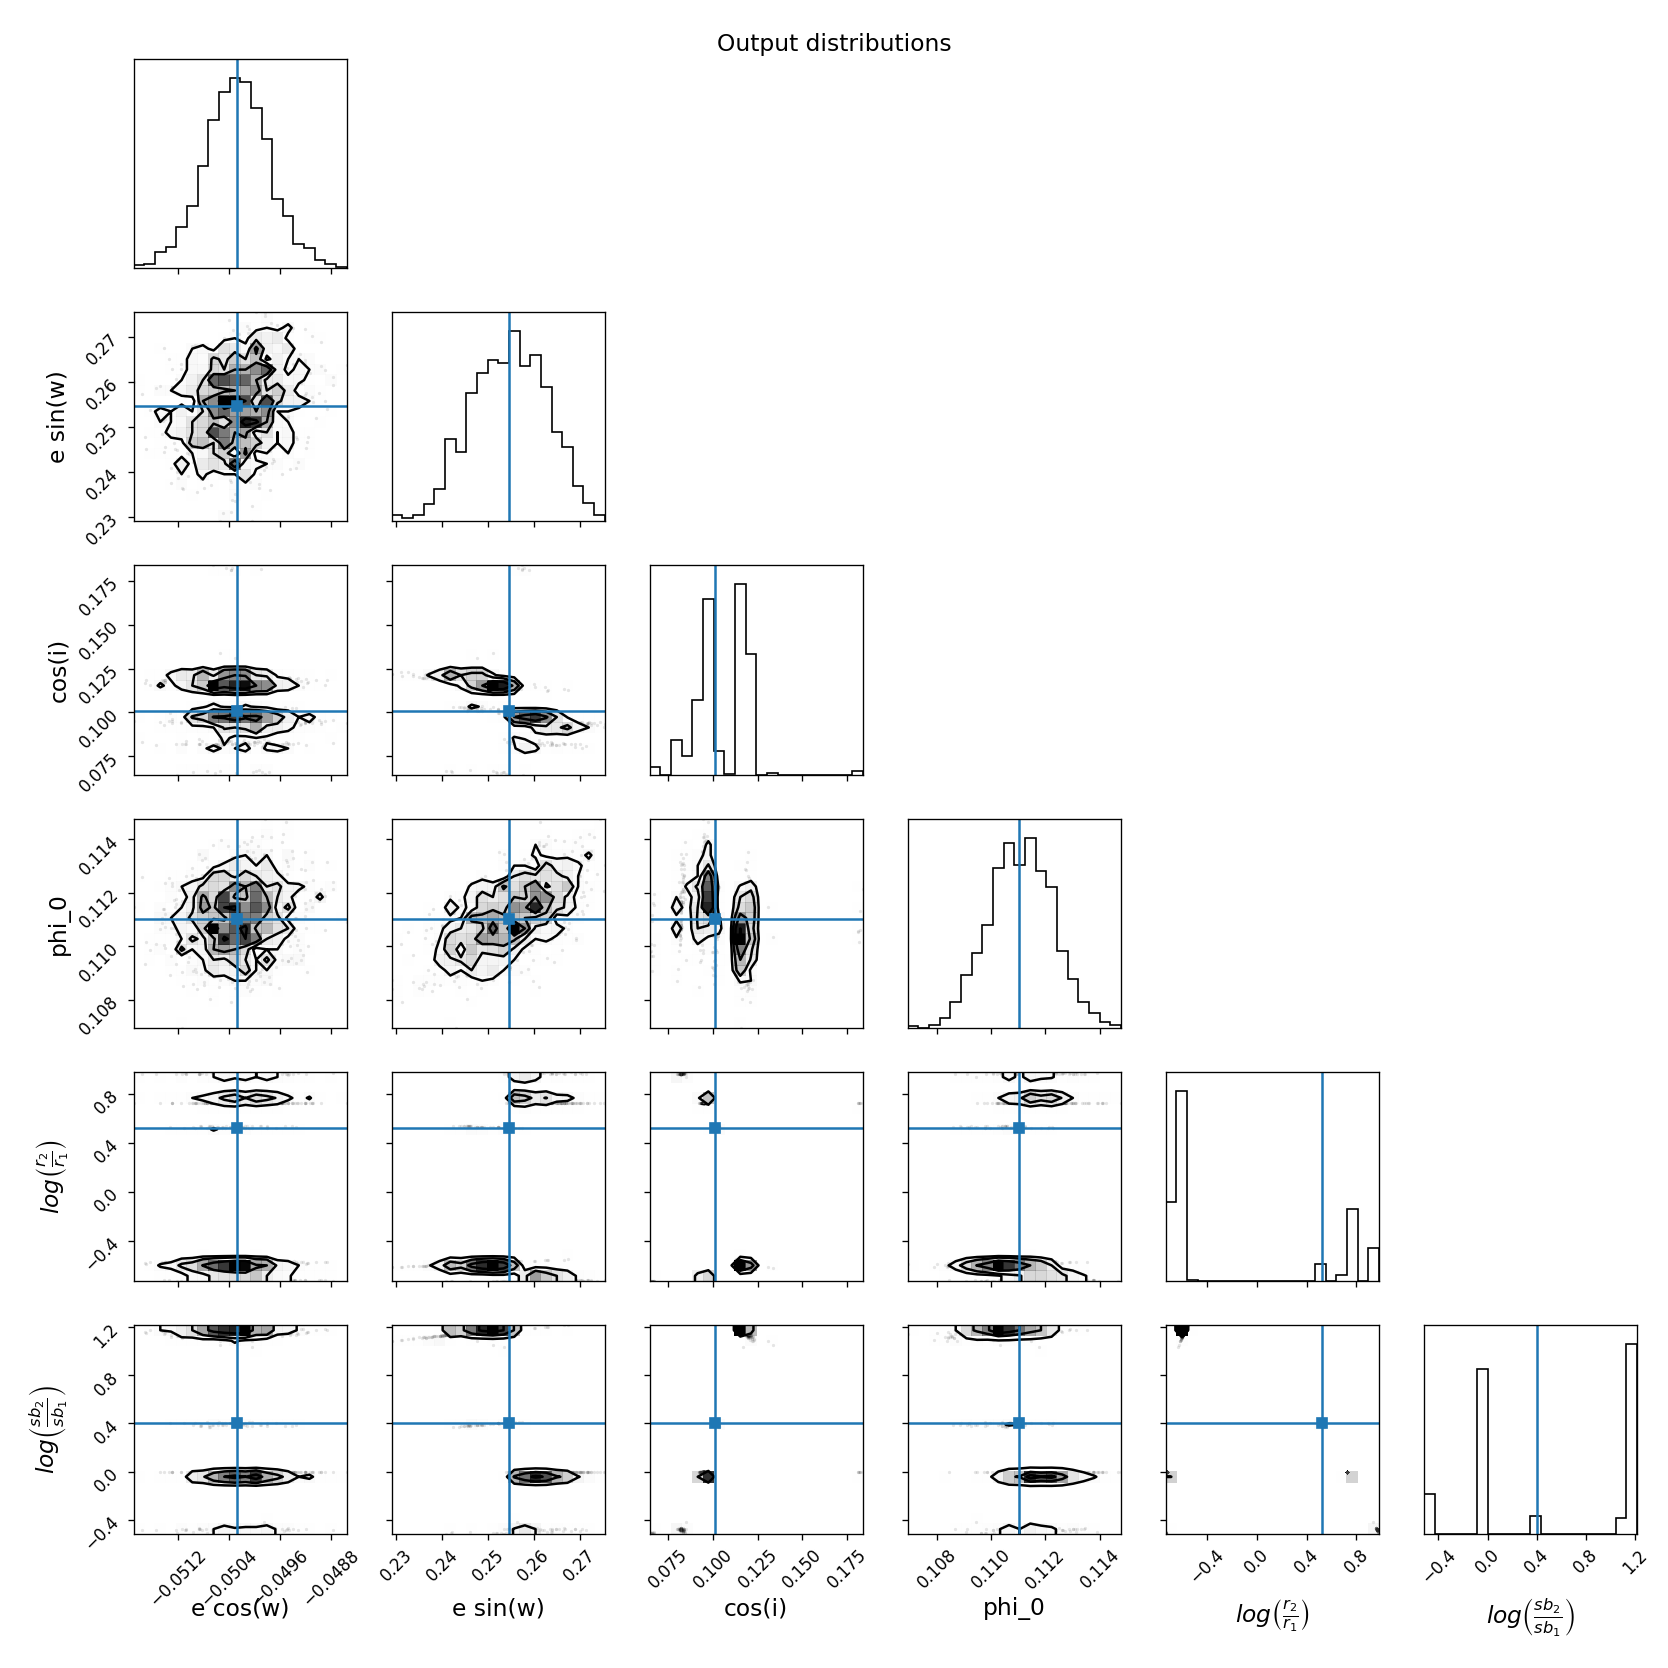 Output distributions
0.27
0.26
0.25
0.24
0.23
e sin(w)
0.175
0.150
0.125
0.100
0.075
cos(i)
0.114
0.112
0.110
0.108
phi_0
0.8
0.4
0.0
−0.4
log(r₂/r₁)
1.2
0.8
0.4
0.0
−0.4
log(sb₂/sb₁)
−0.0512 −0.0504 −0.0496 −0.0488
0.23 0.24 0.25 0.26 0.27
0.075 0.100 0.125 0.150 0.175
0.108 0.110 0.112 0.114
−0.4 0.0 0.4 0.8
−0.4 0.0 0.4 0.8 1.2
e cos(w) e sin(w) cos(i) phi_0 log(r₂/r₁) log(sb₂/sb₁)